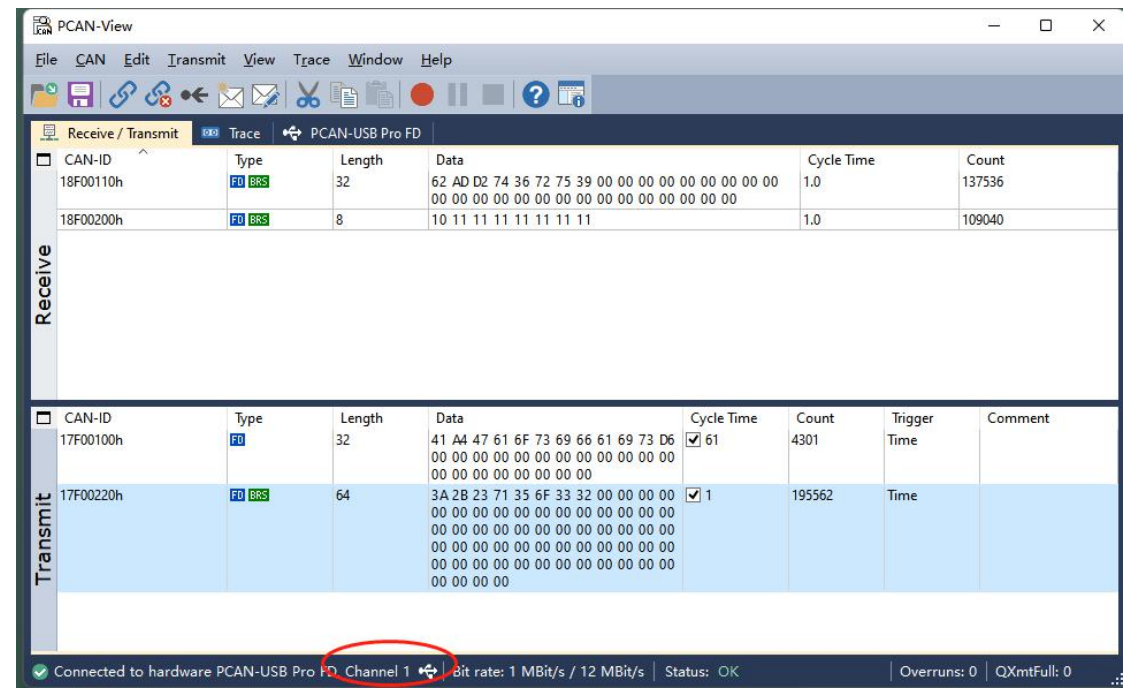 PCAN-View
File CAN Edit Transmit View Trace Window Help
Receive / Transmit Trace PCAN-USB Pro FD
CAN-ID Type Length Data Cycle Time Count
18F00110h FD BRS 32 62 AD D2 74 36 72 75 39 00 00 00 00 00 00 00 00 00 1.0 137536
00 00 00 00 00 00 00 00 00 00 00 00 00 00 00
18F00200h FD BRS 8 10 11 11 11 11 11 11 11 1.0 109040
Receive
CAN-ID Type Length Data Cycle Time Count Trigger Comment
17F00100h FD 32 41 A4 47 61 6F 73 69 66 61 69 73 D6 61 4301 Time
00 00 00 00 00 00 00 00 00 00 00 00
00 00 00 00 00 00 00 00
17F00220h FD BRS 64 3A 2B 23 71 35 6F 33 32 00 00 00 00 1 195562 Time
00 00 00 00 00 00 00 00 00 00 00 00
00 00 00 00 00 00 00 00 00 00 00 00
00 00 00 00 00 00 00 00 00 00 00 00
00 00 00 00 00 00 00 00 00 00 00 00
00 00 00 00
Transmit
Connected to hardware PCAN-USB Pro FD, Channel 1 Bit rate: 1 MBit/s / 12 MBit/s Status: OK Overruns: 0 QXmtFull: 0